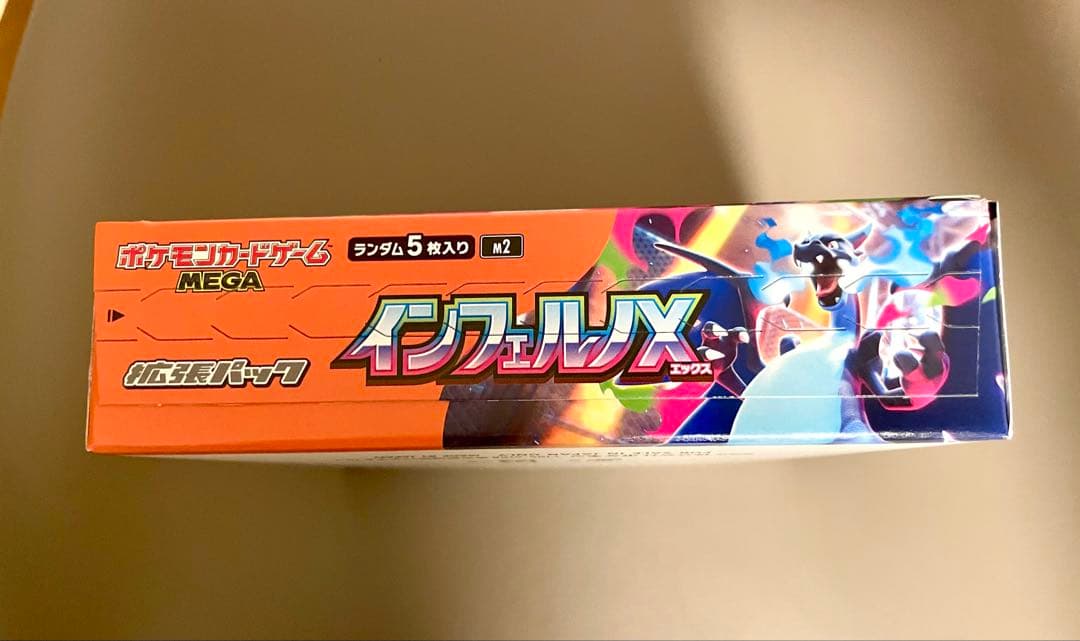 ポケモンカードゲーム
MEGA
ランダム5枚入り M2
拡張パック
インフェルノX
エックス